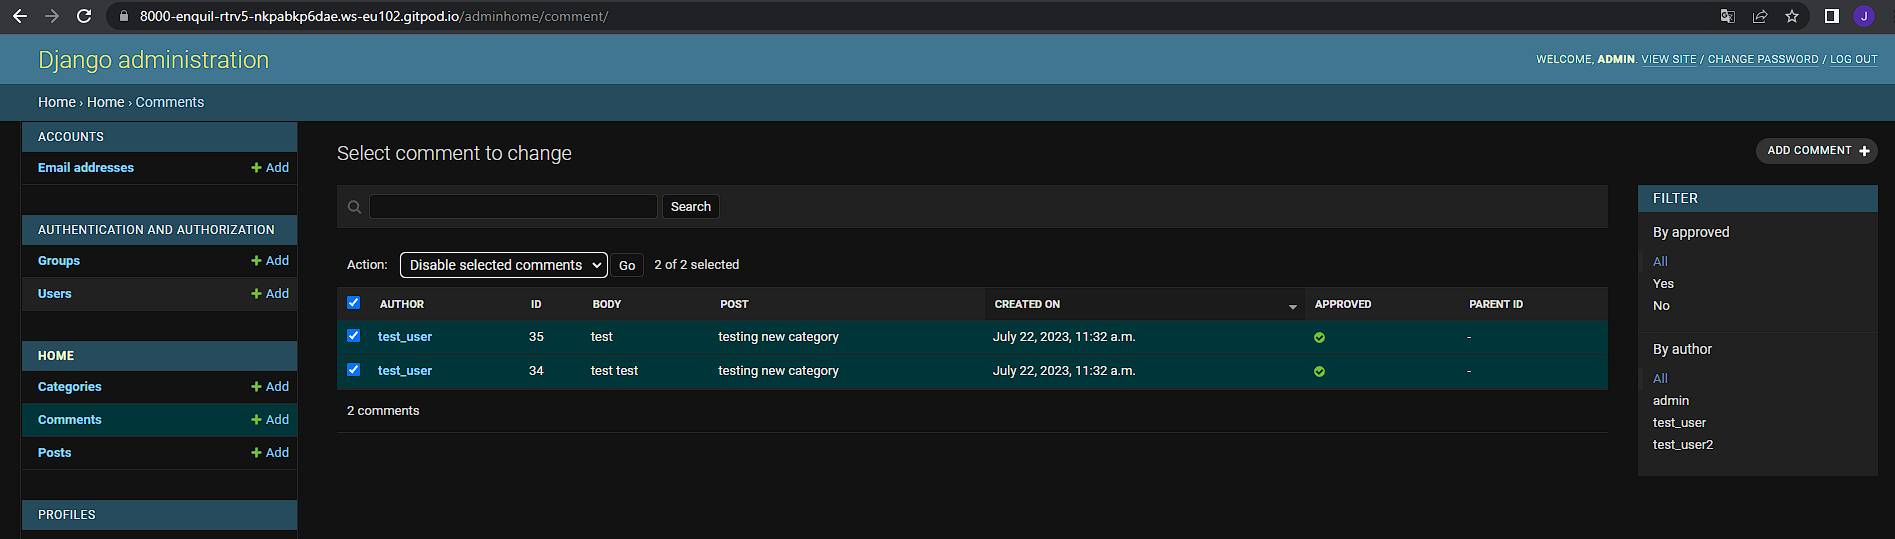 8000-enquil-rtrv5-nkpabkp6dae.ws-eu102.gitpod.io/adminhome/comment/
J
Django administration
WELCOME, ADMIN. VIEW SITE / CHANGE PASSWORD / LOG OUT
Home › Home › Comments
ACCOUNTS
Email addresses + Add
AUTHENTICATION AND AUTHORIZATION
Groups + Add
Users + Add
HOME
Categories + Add
Comments + Add
Posts + Add
PROFILES
Select comment to change
ADD COMMENT +
Search
Action: Disable selected comments Go 2 of 2 selected
AUTHOR ID BODY POST CREATED ON APPROVED PARENT ID
test_user 35 test testing new category July 22, 2023, 11:32 a.m. -
test_user 34 test test testing new category July 22, 2023, 11:32 a.m. -
2 comments
FILTER
By approved
All
Yes
No
By author
All
admin
test_user
test_user2